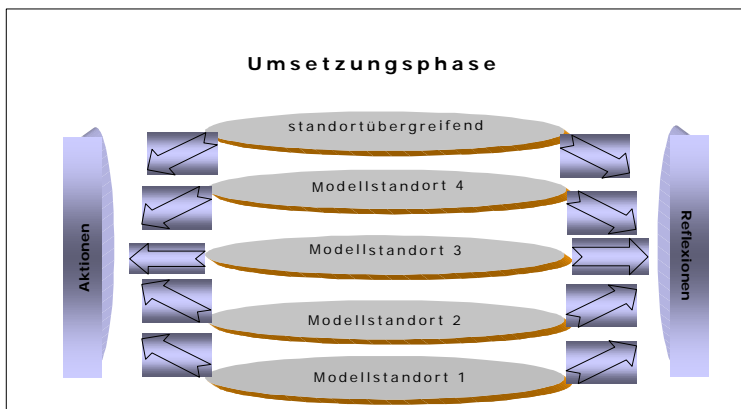 Umsetzungsphase
standortübergreifend
Modellstandort 4
Modellstandort 3
Modellstandort 2
Modellstandort 1
Aktionen
Reflexionen